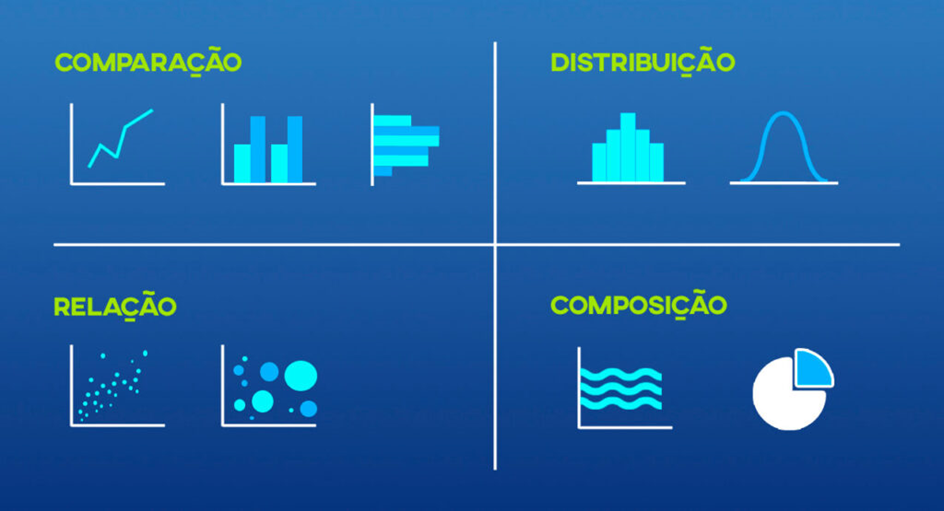 COMPARAÇÃO
DISTRIBUIÇÃO
RELAÇÃO
COMPOSIÇÃO